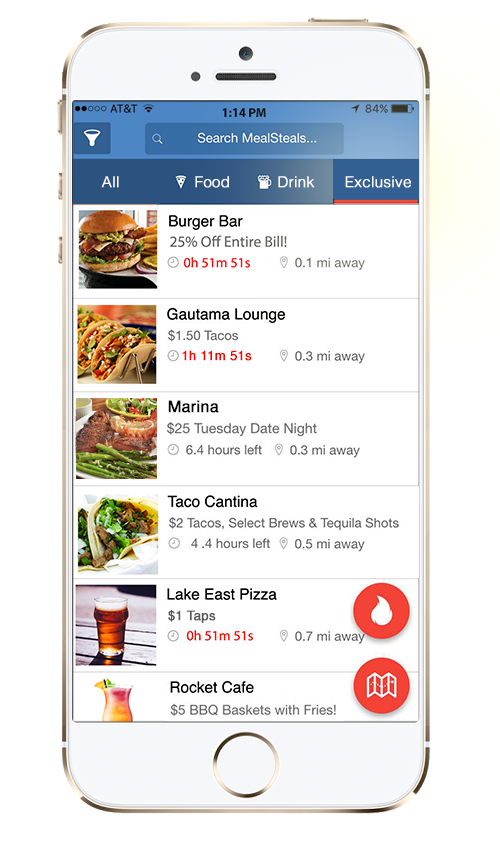 AT&T 1:14 PM 84%
Search MealSteals...
All Food Drink Exclusive
Burger Bar
25% Off Entire Bill!
0h 51m 51s 0.1 mi away
Gautama Lounge
$1.50 Tacos
1h 11m 51s 0.3 mi away
Marina
$25 Tuesday Date Night
6.4 hours left 0.3 mi away
Taco Cantina
$2 Tacos, Select Brews & Tequila Shots
4 .4 hours left 0.5 mi away
Lake East Pizza
$1 Taps
0h 51m 51s 0.7 mi away
Rocket Cafe
$5 BBQ Baskets with Fries!